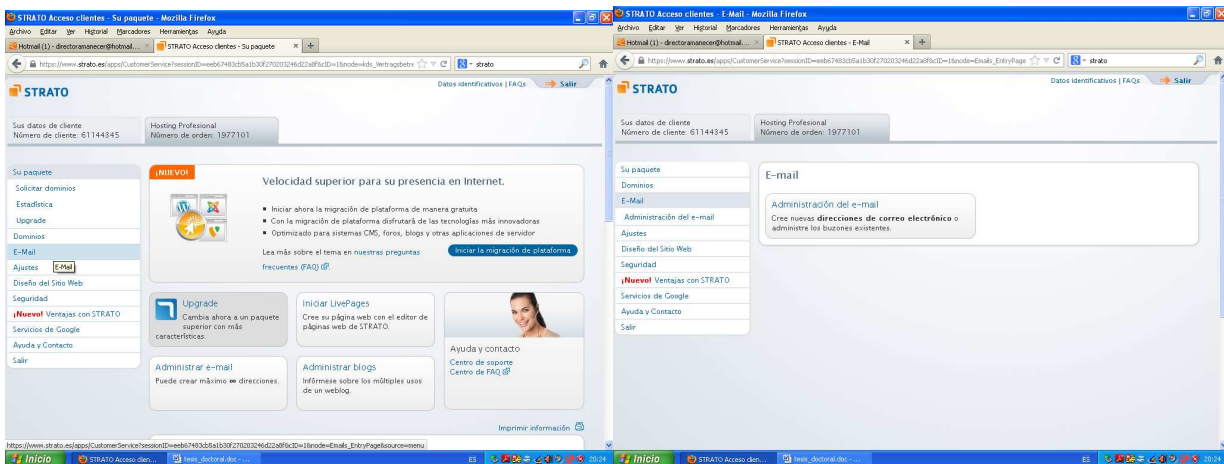 STRATO Acceso clientes - Su paquete - Mozilla Firefox
Archivo Editar Ver Historial Marcadores Herramientas Ayuda
Hotmail (1) - directoramanecer@hotmail.... STRATO Acceso clientes - Su paquete
strato
Datos identificativos | FAQs Salir
STRATO
Sus datos de cliente
Número de cliente: 61144345
Hosting Profesional
Número de orden: 1977101
Su paquete
Solicitar dominios
Estadística
Upgrade
Dominios
E-Mail
Ajustes
E-Mail
Diseño del Sitio Web
Seguridad
¡Nuevo! Ventajas con STRATO
Servicios de Google
Ayuda y Contacto
Salir
¡NUEVO!
Velocidad superior para su presencia en Internet.
Iniciar ahora la migración de plataforma de manera gratuita
Con la migración de plataforma disfrutará de las tecnologías más innovadoras
Optimizado para sistemas CMS, foros, blogs y otras aplicaciones de servidor
Lea más sobre el tema en nuestras preguntas
frecuentes (FAQ)
Iniciar la migración de plataforma
Upgrade
Cambia ahora a un paquete
superior con más
características.
Iniciar LivePages
Cree su página web con el editor de
páginas web de STRATO.
Administrar e-mail
Puede crear máximo ∞ direcciones.
Administrar blogs
Infórmese sobre los múltiples usos
de un weblog.
Ayuda y contacto
Centro de soporte
Centro de FAQ
Imprimir información
Inicio STRATO Acceso clien... tesis_doctoral.doc - ... ES 20:24
STRATO Acceso clientes - E-Mail - Mozilla Firefox
Archivo Editar Ver Historial Marcadores Herramientas Ayuda
Hotmail (1) - directoramanecer@hotmail.... STRATO Acceso clientes - E-Mail
strato
Datos identificativos | FAQs Salir
STRATO
Sus datos de cliente
Número de cliente: 61144345
Hosting Profesional
Número de orden: 1977101
Su paquete
Dominios
E-Mail
Administración del e-mail
Ajustes
Diseño del Sitio Web
Seguridad
¡Nuevo! Ventajas con STRATO
Servicios de Google
Ayuda y Contacto
Salir
E-mail
Administración del e-mail
Cree nuevas direcciones de correo electrónico o
administre los buzones existentes.
Inicio STRATO Acceso clien... tesis_doctoral.doc - ... ES 20:24